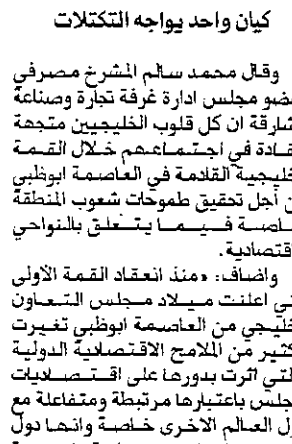 كيان واحد يواجه التكتلات
وقال محمد سالم المشرخ مصرفي
ضو مجلس ادارة غرفة تجارة وصناعة
شارقة ان كل قلوب الخليجيين متجهة
قادة في اجتماعهم خلال القمة
خليجية القادمة في العاصمة ابوظبي
ن أجل تحقيق طموحات شعوب المنطقة
اصة فيما يتعلق بالنواحي
قتصادية.
واضاف: «منذ انعقاد القمة الأولى
تي اعلنت ميلاد مجلس التعاون
خليجي من العاصمة ابوظبي تغيرت
كثير من الملامح الاقتصادية الدولية
لتي اثرت بدورها على اقتصاديات
جلس باعتبارها مرتبطة ومتفاعلة مع
ل العالم الاخرى خاصة وانها دول